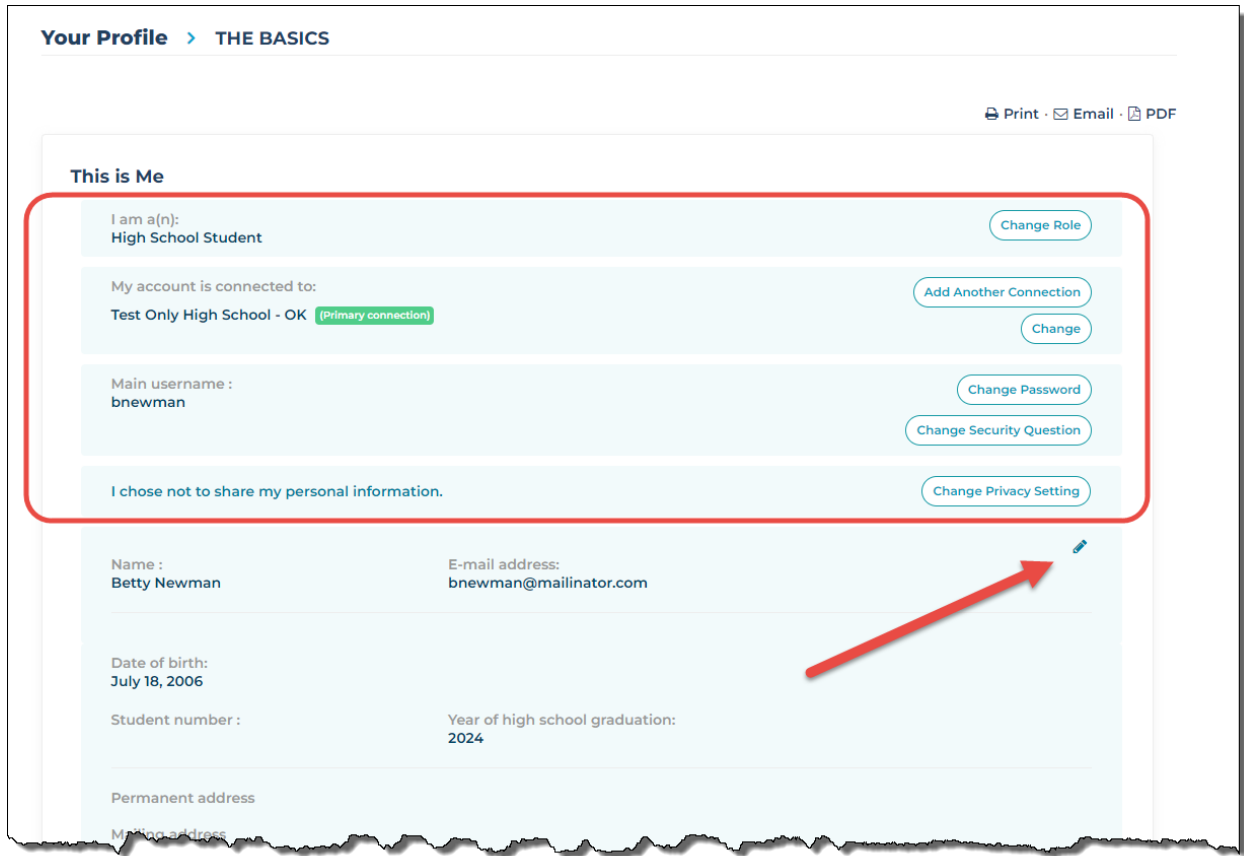 Your Profile > THE BASICS
Print · Email · PDF
This is Me
I am a(n):
High School Student
Change Role
My account is connected to:
Test Only High School - OK (Primary connection)
Add Another Connection
Change
Main username :
bnewman
Change Password
Change Security Question
I chose not to share my personal information.
Change Privacy Setting
Name :
Betty Newman
E-mail address:
bnewman@mailinator.com
Date of birth:
July 18, 2006
Student number :
Year of high school graduation:
2024
Permanent address
Mailing address